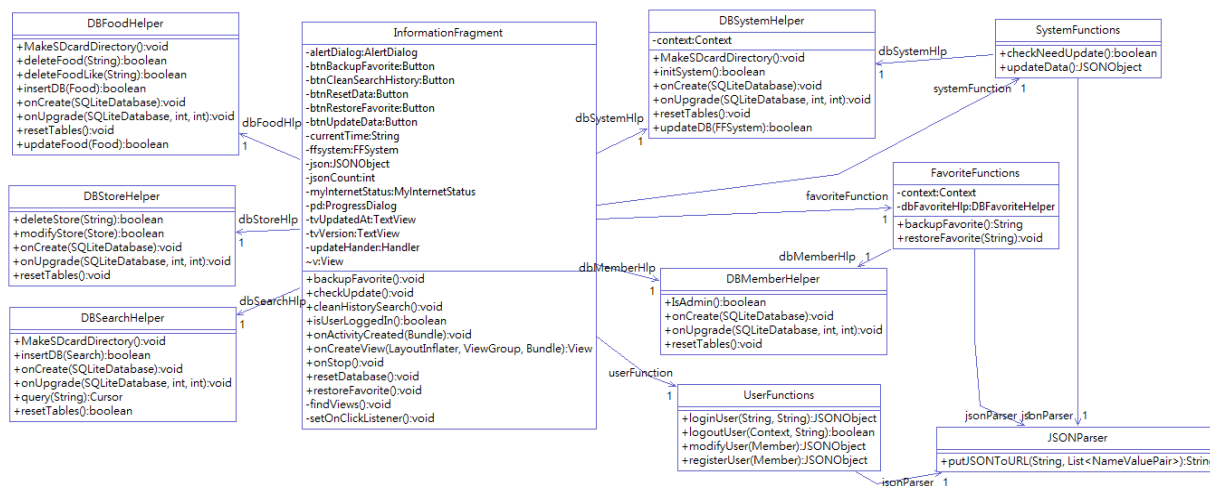 DBFoodHelper
+MakeSDcardDirectory():void
+deleteFood(String):boolean
+deleteFoodLike(String):boolean
+insertDB(Food):boolean
+onCreate(SQLiteDatabase):void
+onUpgrade(SQLiteDatabase, int, int):void
+resetTables():void
+updateFood(Food):boolean
dbFoodHlp
1
DBStoreHelper
+deleteStore(String):boolean
+modifyStore(Store):boolean
+onCreate(SQLiteDatabase):void
+onUpgrade(SQLiteDatabase, int, int):void
+resetTables():void
dbStoreHlp
1
DBSearchHelper
+MakeSDcardDirectory():void
+insertDB(Search):boolean
+onCreate(SQLiteDatabase):void
+onUpgrade(SQLiteDatabase, int, int):void
+query(String):Cursor
+resetTables():boolean
dbSearchHlp
1
InformationFragment
-alertDialog:AlertDialog
-btnBackupFavorite:Button
-btnCleanSearchHistory:Button
-btnResetData:Button
-btnRestoreFavorite:Button
-btnUpdateData:Button
-currentTime:String
-ffsystem:FFSystem
-json:JSONObject
-jsonCount:int
-myInternetStatus:MyInternetStatus
-pd:ProgressDialog
-tvUpdatedAt:TextView
-tvVersion:TextView
-updateHander:Handler
~v:View
+backupFavorite():void
+checkUpdate():void
+cleanHistorySearch():void
+isUserLoggedIn():boolean
+onActivityCreated(Bundle):void
+onCreateView(LayoutInflater, ViewGroup, Bundle):View
+onStop():void
+resetDatabase():void
+restoreFavorite():void
-findViews():void
-setOnClickListener():void
DBSystemHelper
-context:Context
+MakeSDcardDirectory():void
+initSystem():boolean
+onCreate(SQLiteDatabase):void
+onUpgrade(SQLiteDatabase, int, int):void
+resetTables():void
+updateDB(FFSystem):boolean
dbSystemHlp
1
SystemFunctions
+checkNeedUpdate():boolean
+updateData():JSONObject
dbSystemHlp
1
systemFunction
1
FavoriteFunctions
-context:Context
-dbFavoriteHlp:DBFavoriteHelper
+backupFavorite():String
+restoreFavorite(String):void
favoriteFunction
1
dbMemberHlp
1
dbMemberHlp
1
DBMemberHelper
+IsAdmin():boolean
+onCreate(SQLiteDatabase):void
+onUpgrade(SQLiteDatabase, int, int):void
+resetTables():void
userFunction
1
UserFunctions
+loginUser(String, String):JSONObject
+logoutUser(Context, String):boolean
+modifyUser(Member):JSONObject
+registerUser(Member):JSONObject
jsonParser
1
jsonParser
1
JSONParser
+putJSONToURL(String, List<NameValuePair>):String
jsonParser
1